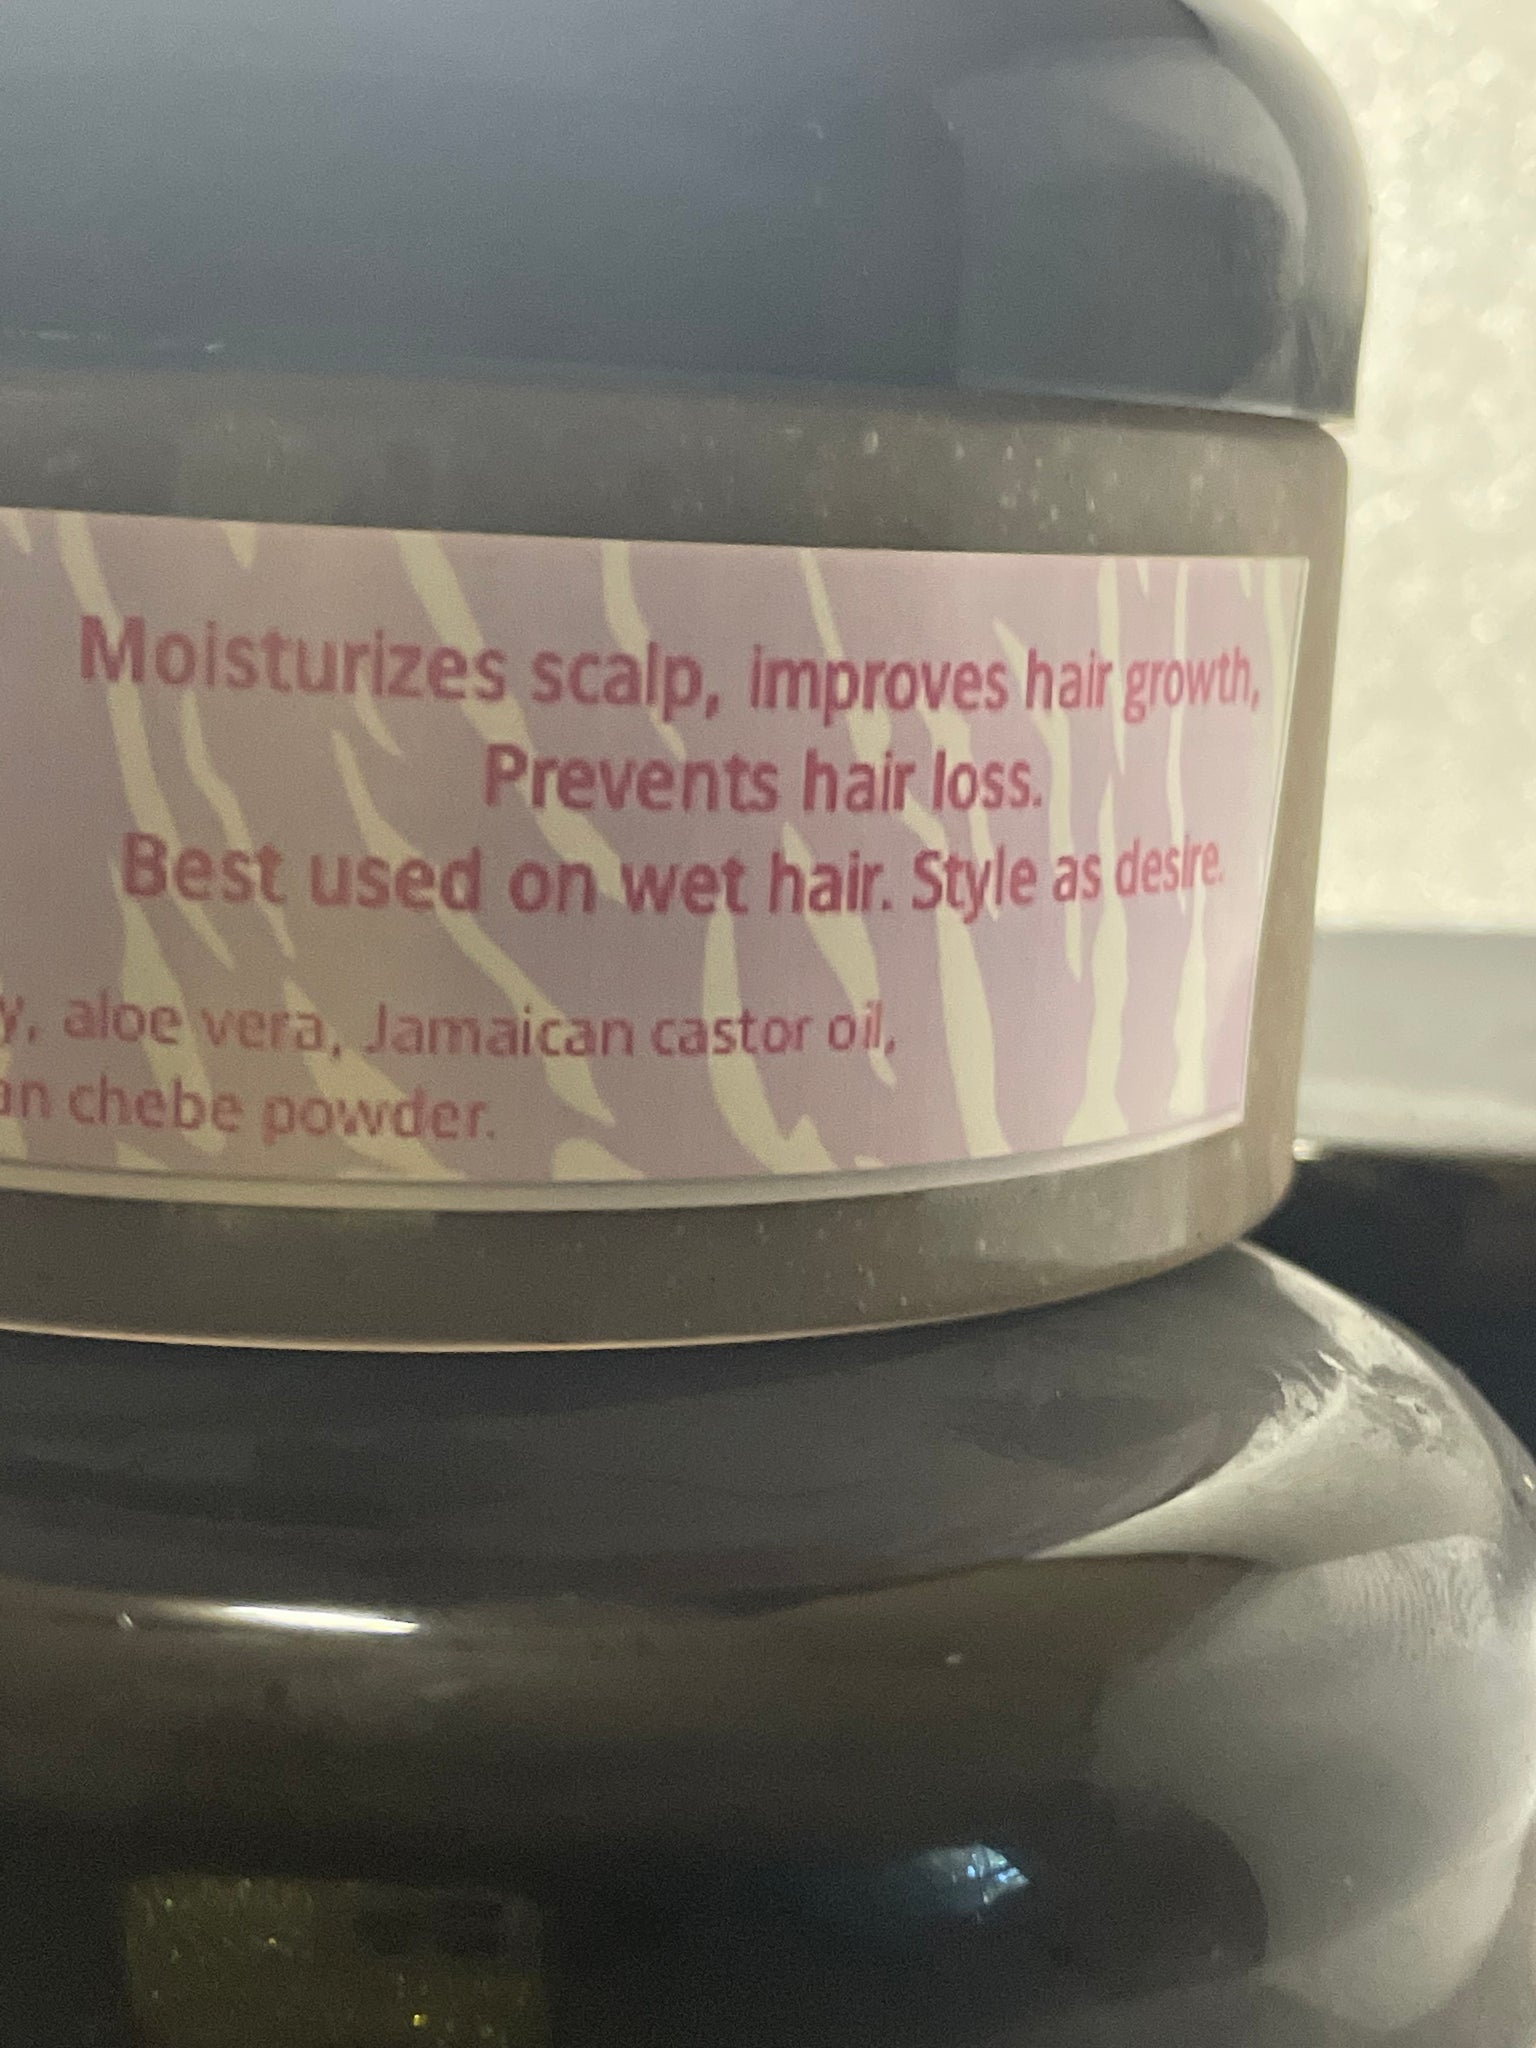 Moisturizes scalp, improves hair growth,
Prevents hair loss.
Best used on wet hair. Style as desire.
y, aloe vera, Jamaican castor oil,
an chebe powder.